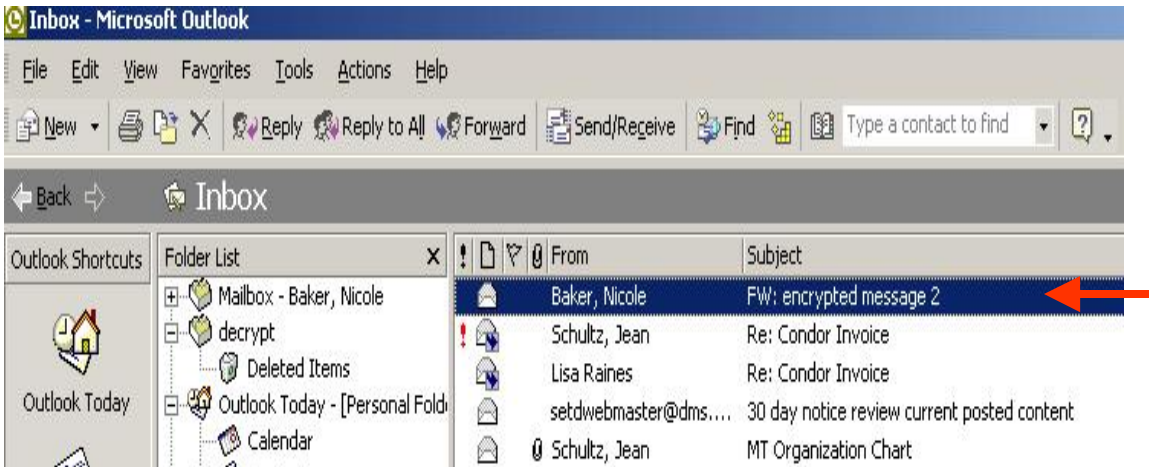 Inbox - Microsoft Outlook
File Edit View Favorites Tools Actions Help
New Reply Reply to All Forward Send/Receive Find Type a contact to find
Back Inbox
Outlook Shortcuts Folder List X ! From Subject
Mailbox - Baker, Nicole Baker, Nicole FW: encrypted message 2
decrypt ! Schultz, Jean Re: Condor Invoice
Deleted Items Lisa Raines Re: Condor Invoice
Outlook Today Outlook Today - [Personal Fold setdwebmaster@dms.... 30 day notice review current posted content
Calendar Schultz, Jean MT Organization Chart